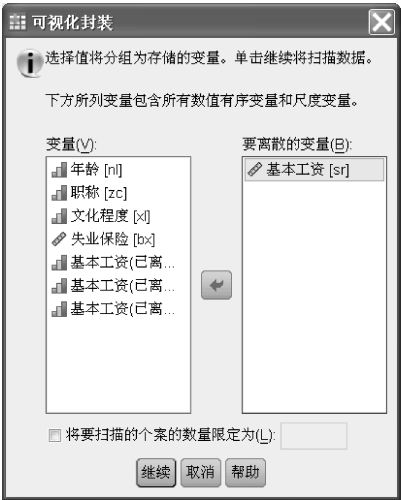 可视化封装
选择值将分组为存储的变量。单击继续将扫描数据。
下方所列变量包含所有数值有序变量和尺度变量。
变量(V):
年龄 [nl]
职称 [zc]
文化程度 [xl]
失业保险 [bx]
基本工资(已离...
基本工资(已离...
基本工资(已离...
要离散的变量(B):
基本工资 [sr]
将要扫描的个案的数量限定为(L):
继续 取消 帮助